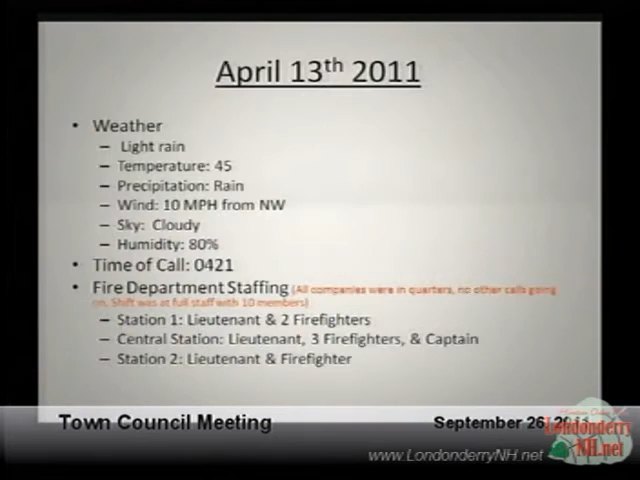 April 13th 2011
• Weather
– Light rain
– Temperature: 45
– Precipitation: Rain
– Wind: 10 MPH from NW
– Sky: Cloudy
– Humidity: 80%
• Time of Call: 0421
• Fire Department Staffing (All companies were in quarters, no other calls going
on. Shift was at full staff with 10 members)
– Station 1: Lieutenant & 2 Firefighters
– Central Station: Lieutenant, 3 Firefighters, & Captain
– Station 2: Lieutenant & Firefighter
Town Council Meeting
September 26, 2011
Londonderry
NH.net
www.LondonderryNH.net